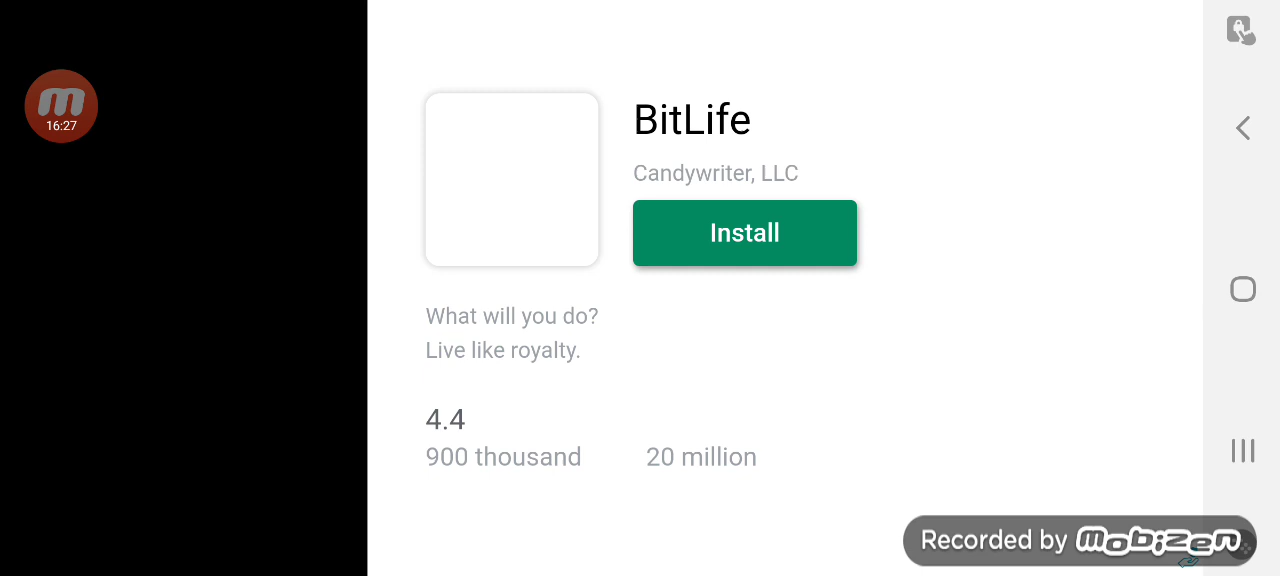 m
16:27
BitLife
Candywriter, LLC
Install
What will you do?
Live like royalty.
4.4
900 thousand
20 million
Recorded by mobizen